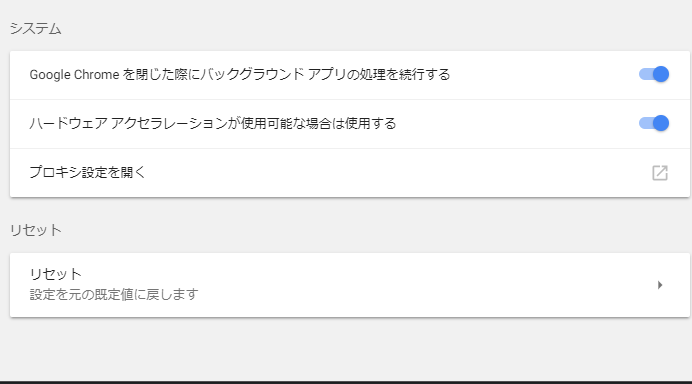 システム
Google Chrome を閉じた際にバックグラウンド アプリの処理を続行する
ハードウェア アクセラレーションが使用可能な場合は使用する
プロキシ設定を開く
リセット
リセット
設定を元の既定値に戻します